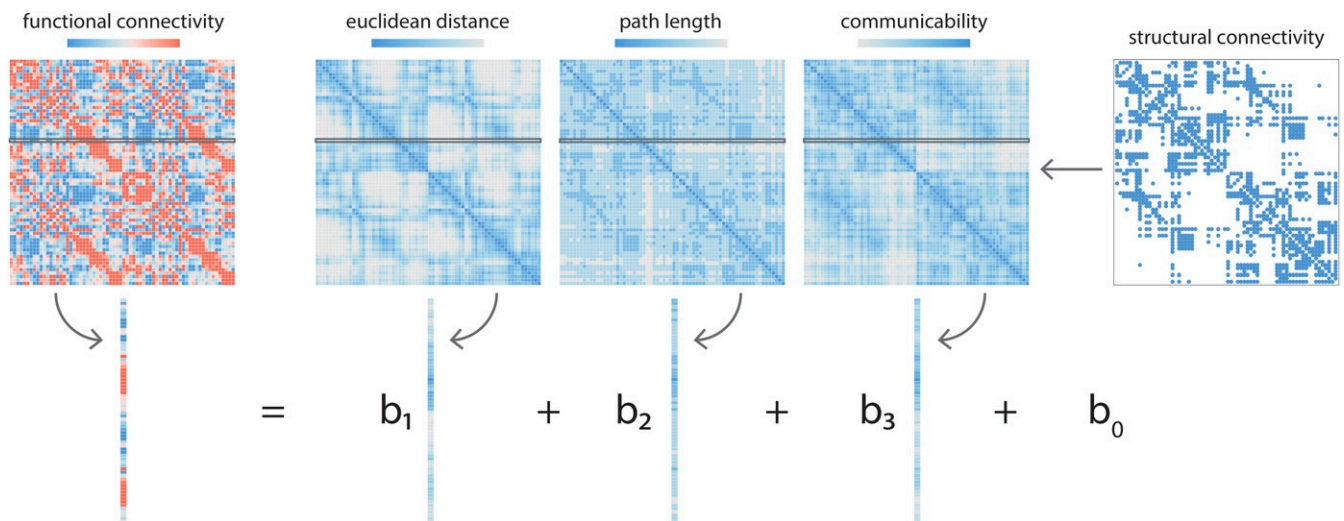 functional connectivity
euclidean distance
path length
communicability
structural connectivity
= b₁ + b₂ + b₃ + b₀